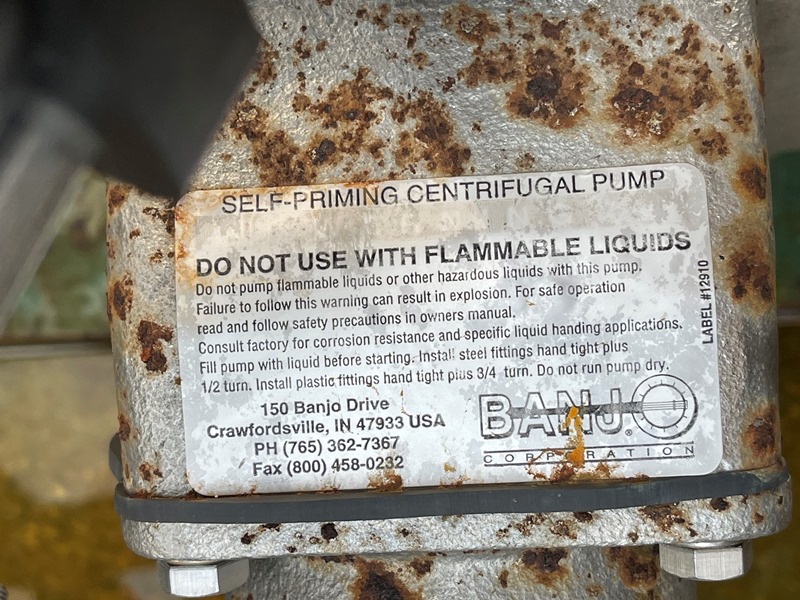 SELF-PRIMING CENTRIFUGAL PUMP
DO NOT USE WITH FLAMMABLE LIQUIDS
Do not pump flammable liquids or other hazardous liquids with this pump.
Failure to follow this warning can result in explosion. For safe operation
read and follow safety precautions in owners manual.
Consult factory for corrosion resistance and specific liquid handing applications.
Fill pump with liquid before starting. Install steel fittings hand tight plus
1/2 turn. Install plastic fittings hand tight plus 3/4 turn. Do not run pump dry.
150 Banjo Drive
Crawfordsville, IN 47933 USA
PH (765) 362-7367
Fax (800) 458-0232
BANJO®
CORPORATION
LABEL #12910